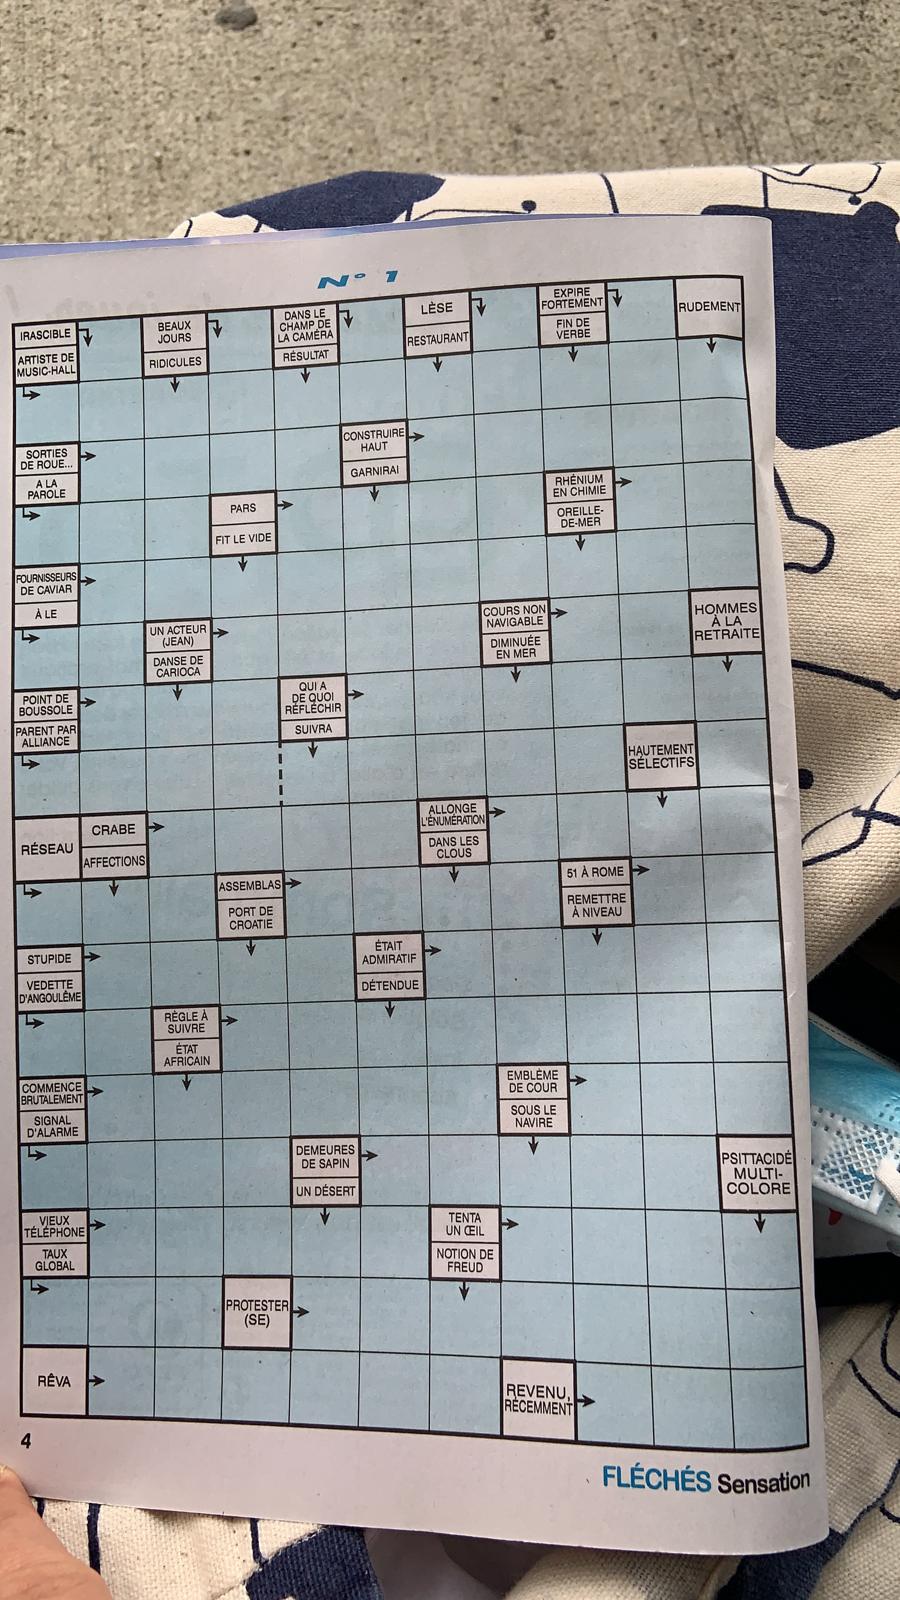 N° 1
IRASCIBLE
ARTISTE DE
MUSIC-HALL
BEAUX
JOURS
RIDICULES
DANS LE
CHAMP DE
LA CAMÉRA
RÉSULTAT
LÈSE
RESTAURANT
EXPIRE
FORTEMENT
FIN DE
VERBE
RUDEMENT
SORTIES
DE ROUE...
A LA
PAROLE
CONSTRUIRE
HAUT
GARNIRAI
PARS
FIT LE VIDE
RHÉNIUM
EN CHIMIE
OREILLE-
DE-MER
FOURNISSEURS
DE CAVIAR
À LE
UN ACTEUR
(JEAN)
DANSE DE
CARIOCA
COURS NON
NAVIGABLE
DIMINUÉE
EN MER
HOMMES
À LA
RETRAITE
POINT DE
BOUSSOLE
PARENT PAR
ALLIANCE
QUI A
DE QUOI
RÉFLÉCHIR
SUIVRA
HAUTEMENT
SÉLECTIFS
RÉSEAU
CRABE
AFFECTIONS
ALLONGE
L'ÉNUMÉRATION
DANS LES
CLOUS
ASSEMBLAS
PORT DE
CROATIE
51 À ROME
REMETTRE
À NIVEAU
STUPIDE
VEDETTE
D'ANGOULÊME
ÉTAIT
ADMIRATIF
DÉTENDUE
RÈGLE À
SUIVRE
ÉTAT
AFRICAIN
COMMENCE
BRUTALEMENT
SIGNAL
D'ALARME
EMBLÈME
DE COUR
SOUS LE
NAVIRE
DEMEURES
DE SAPIN
UN DÉSERT
PSITTACIDÉ
MULTI-
COLORE
VIEUX
TÉLÉPHONE
TAUX
GLOBAL
TENTA
UN ŒIL
NOTION DE
FREUD
PROTESTER
(SE)
RÊVA
REVENU,
RÉCEMMENT
4
FLÉCHÉS Sensation